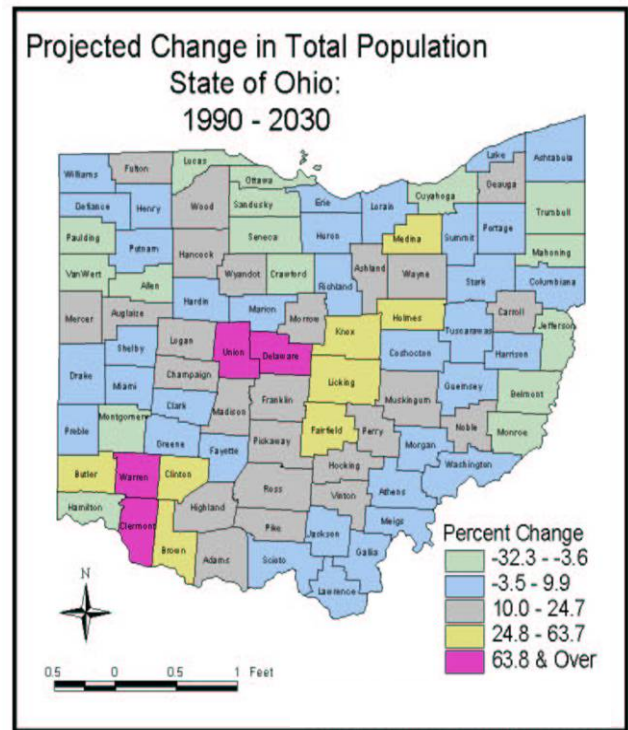 Projected Change in Total Population
State of Ohio:
1990 - 2030
Williams
Fulton
Lucas
Ottawa
Lake
Ashtabula
Geauga
Cuyahoga
Defiance
Henry
Wood
Sandusky
Erie
Lorain
Trumbull
Paulding
Putnam
Hancock
Seneca
Huron
Medina
Summit
Portage
Mahoning
VanWert
Allen
Wyandot
Crawford
Richland
Ashland
Wayne
Stark
Columbiana
Mercer
Auglaize
Hardin
Marion
Morrow
Holmes
Carroll
Jefferson
Logan
Union
Delaware
Knox
Tuscarawas
Harrison
Shelby
Coshocton
Drake
Miami
Champaign
Licking
Guernsey
Belmont
Clark
Madison
Franklin
Muskingum
Noble
Monroe
Preble
Montgomery
Greene
Fayette
Pickaway
Fairfield
Perry
Morgan
Washington
Butler
Warren
Clinton
Hocking
Athens
Hamilton
Clermont
Highland
Ross
Vinton
Meigs
Brown
Adams
Pike
Jackson
Gallia
Scioto
Lawrence
Percent Change
-32.3 - -3.6
-3.5 - 9.9
10.0 - 24.7
24.8 - 63.7
63.8 & Over
N
0.5 0 0.5 1 Feet